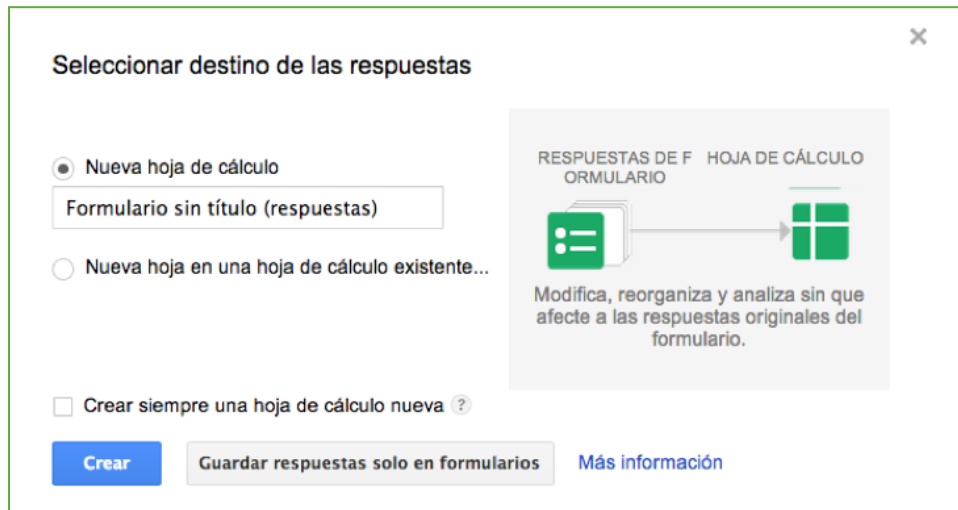 ×
Seleccionar destino de las respuestas
Nueva hoja de cálculo
Formulario sin título (respuestas)
Nueva hoja en una hoja de cálculo existente...
RESPUESTAS DE F
ORMULARIO
HOJA DE CÁLCULO
Modifica, reorganiza y analiza sin que
afecte a las respuestas originales del
formulario.
Crear siempre una hoja de cálculo nueva ?
Crear
Guardar respuestas solo en formularios
Más información